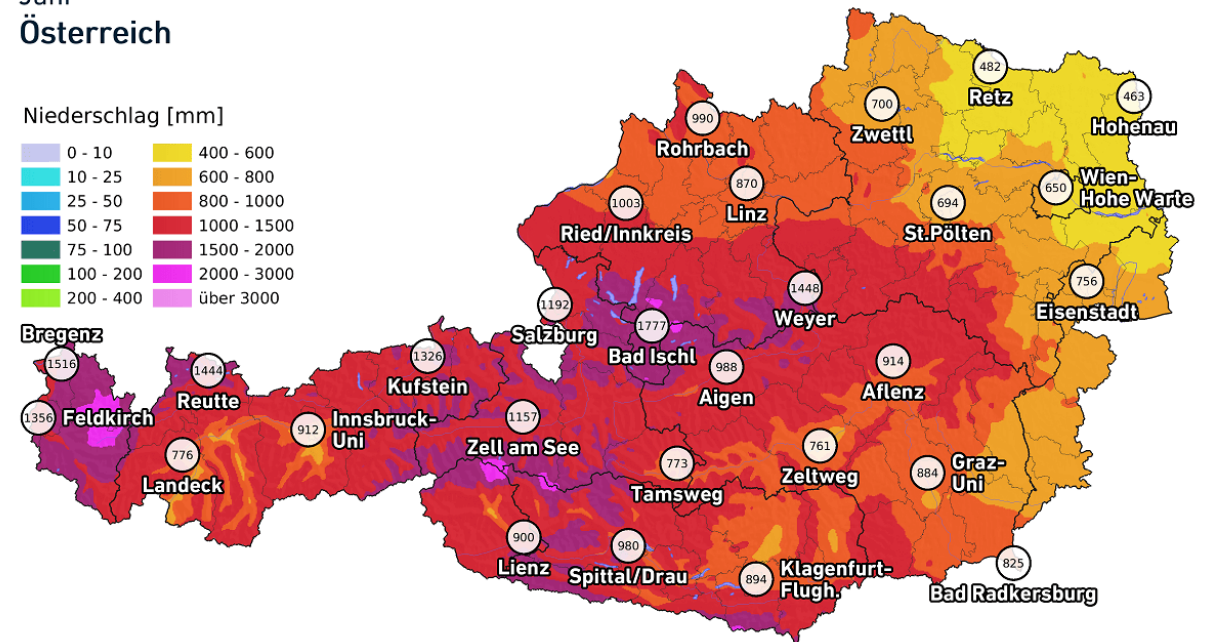 Jahr
Österreich
Niederschlag [mm]
0 - 10
10 - 25
25 - 50
50 - 75
75 - 100
100 - 200
200 - 400
400 - 600
600 - 800
800 - 1000
1000 - 1500
1500 - 2000
2000 - 3000
über 3000
482
Retz
463
Hohenau
700
Zwettl
990
Rohrbach
870
Linz
1003
Ried/Innkreis
694
St.Pölten
650
Wien-
Hohe Warte
756
Eisenstadt
1448
Weyer
1192
Salzburg
1777
Bad Ischl
988
Aigen
914
Aflenz
Bregenz
1516
1356
Feldkirch
1444
Reutte
1326
Kufstein
912
Innsbruck-
Uni
776
Landeck
1157
Zell am See
773
Tamsweg
761
Zeltweg
884
Graz-
Uni
900
Lienz
980
Spittal/Drau
894
Klagenfurt-
Flugh.
825
Bad Radkersburg